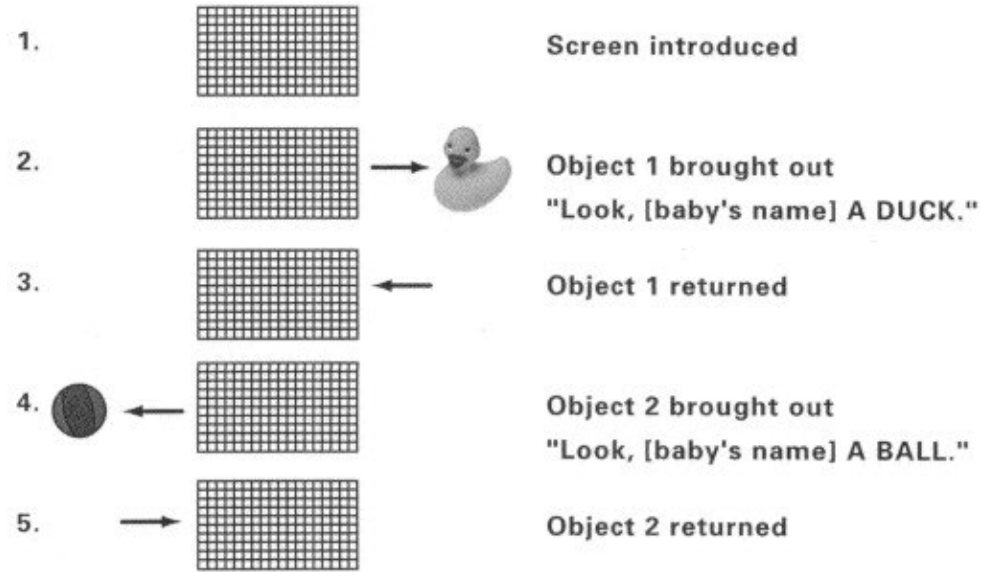 1. Screen introduced
2. Object 1 brought out
"Look, [baby's name] A DUCK."
3. Object 1 returned
4. Object 2 brought out
"Look, [baby's name] A BALL."
5. Object 2 returned